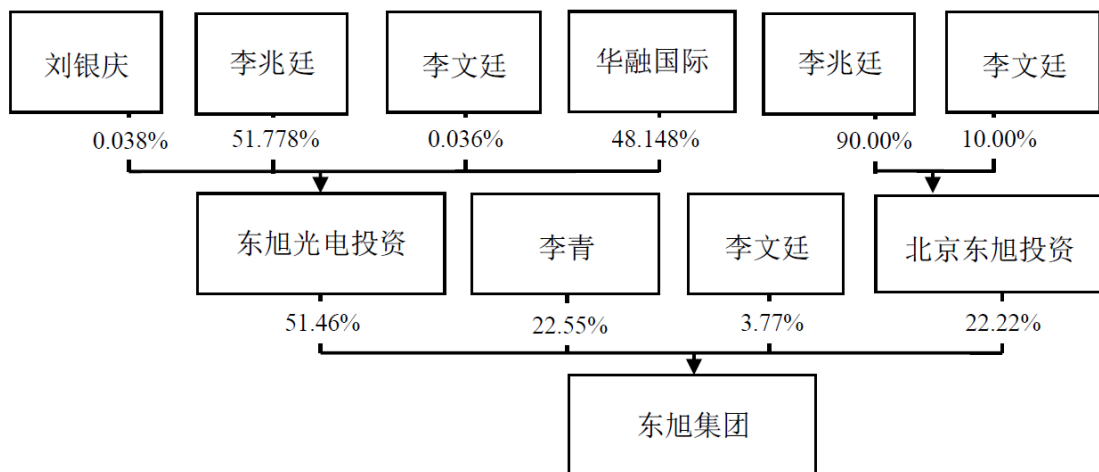 刘银庆
李兆廷
李文廷
华融国际
李兆廷
李文廷
0.038%
51.778%
0.036%
48.148%
90.00%
10.00%
东旭光电投资
李青
李文廷
北京东旭投资
51.46%
22.55%
3.77%
22.22%
东旭集团